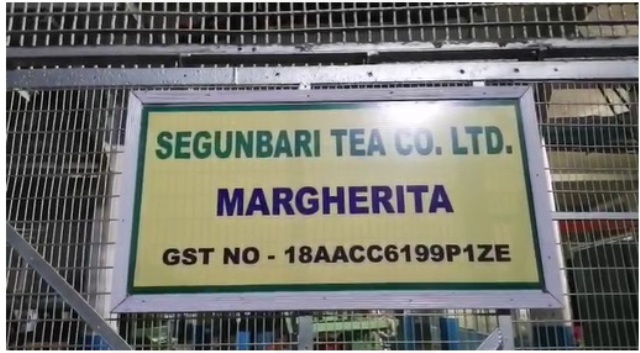 SEGUNBARI TEA CO. LTD.
MARGHERITA
GST NO - 18AACC6199P1ZE